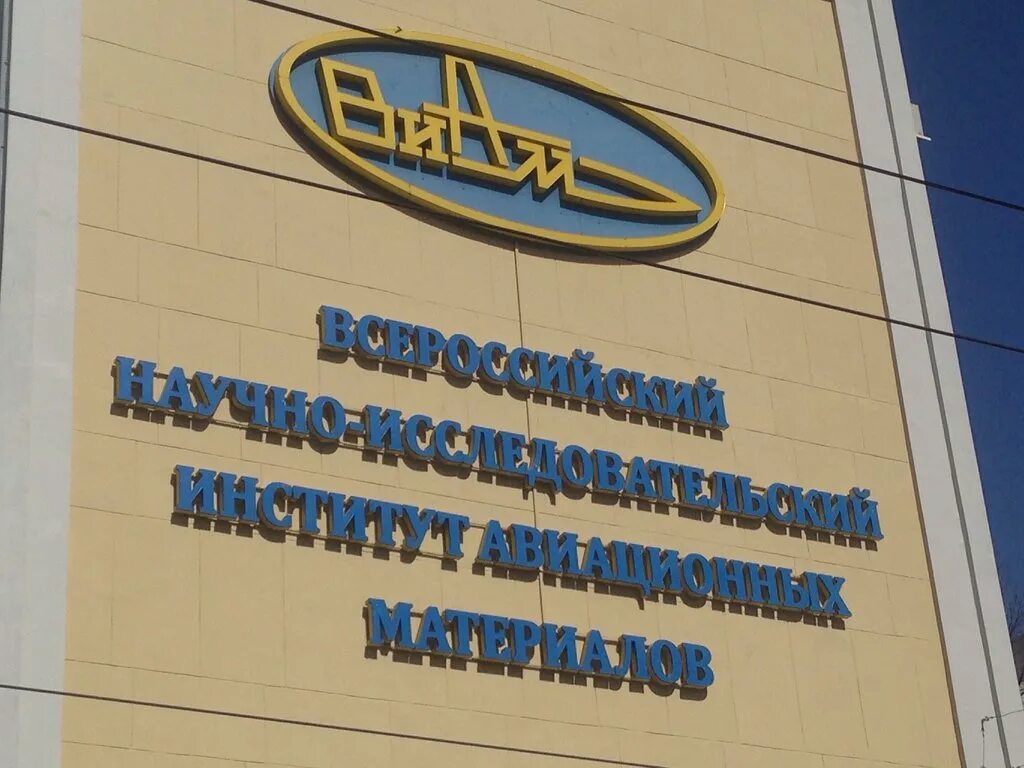 ВиАм
ВСЕРОССИЙСКИЙ
НАУЧНО-ИССЛЕДОВАТЕЛЬСКИЙ
ИНСТИТУТ АВИАЦИОННЫХ
МАТЕРИАЛОВ